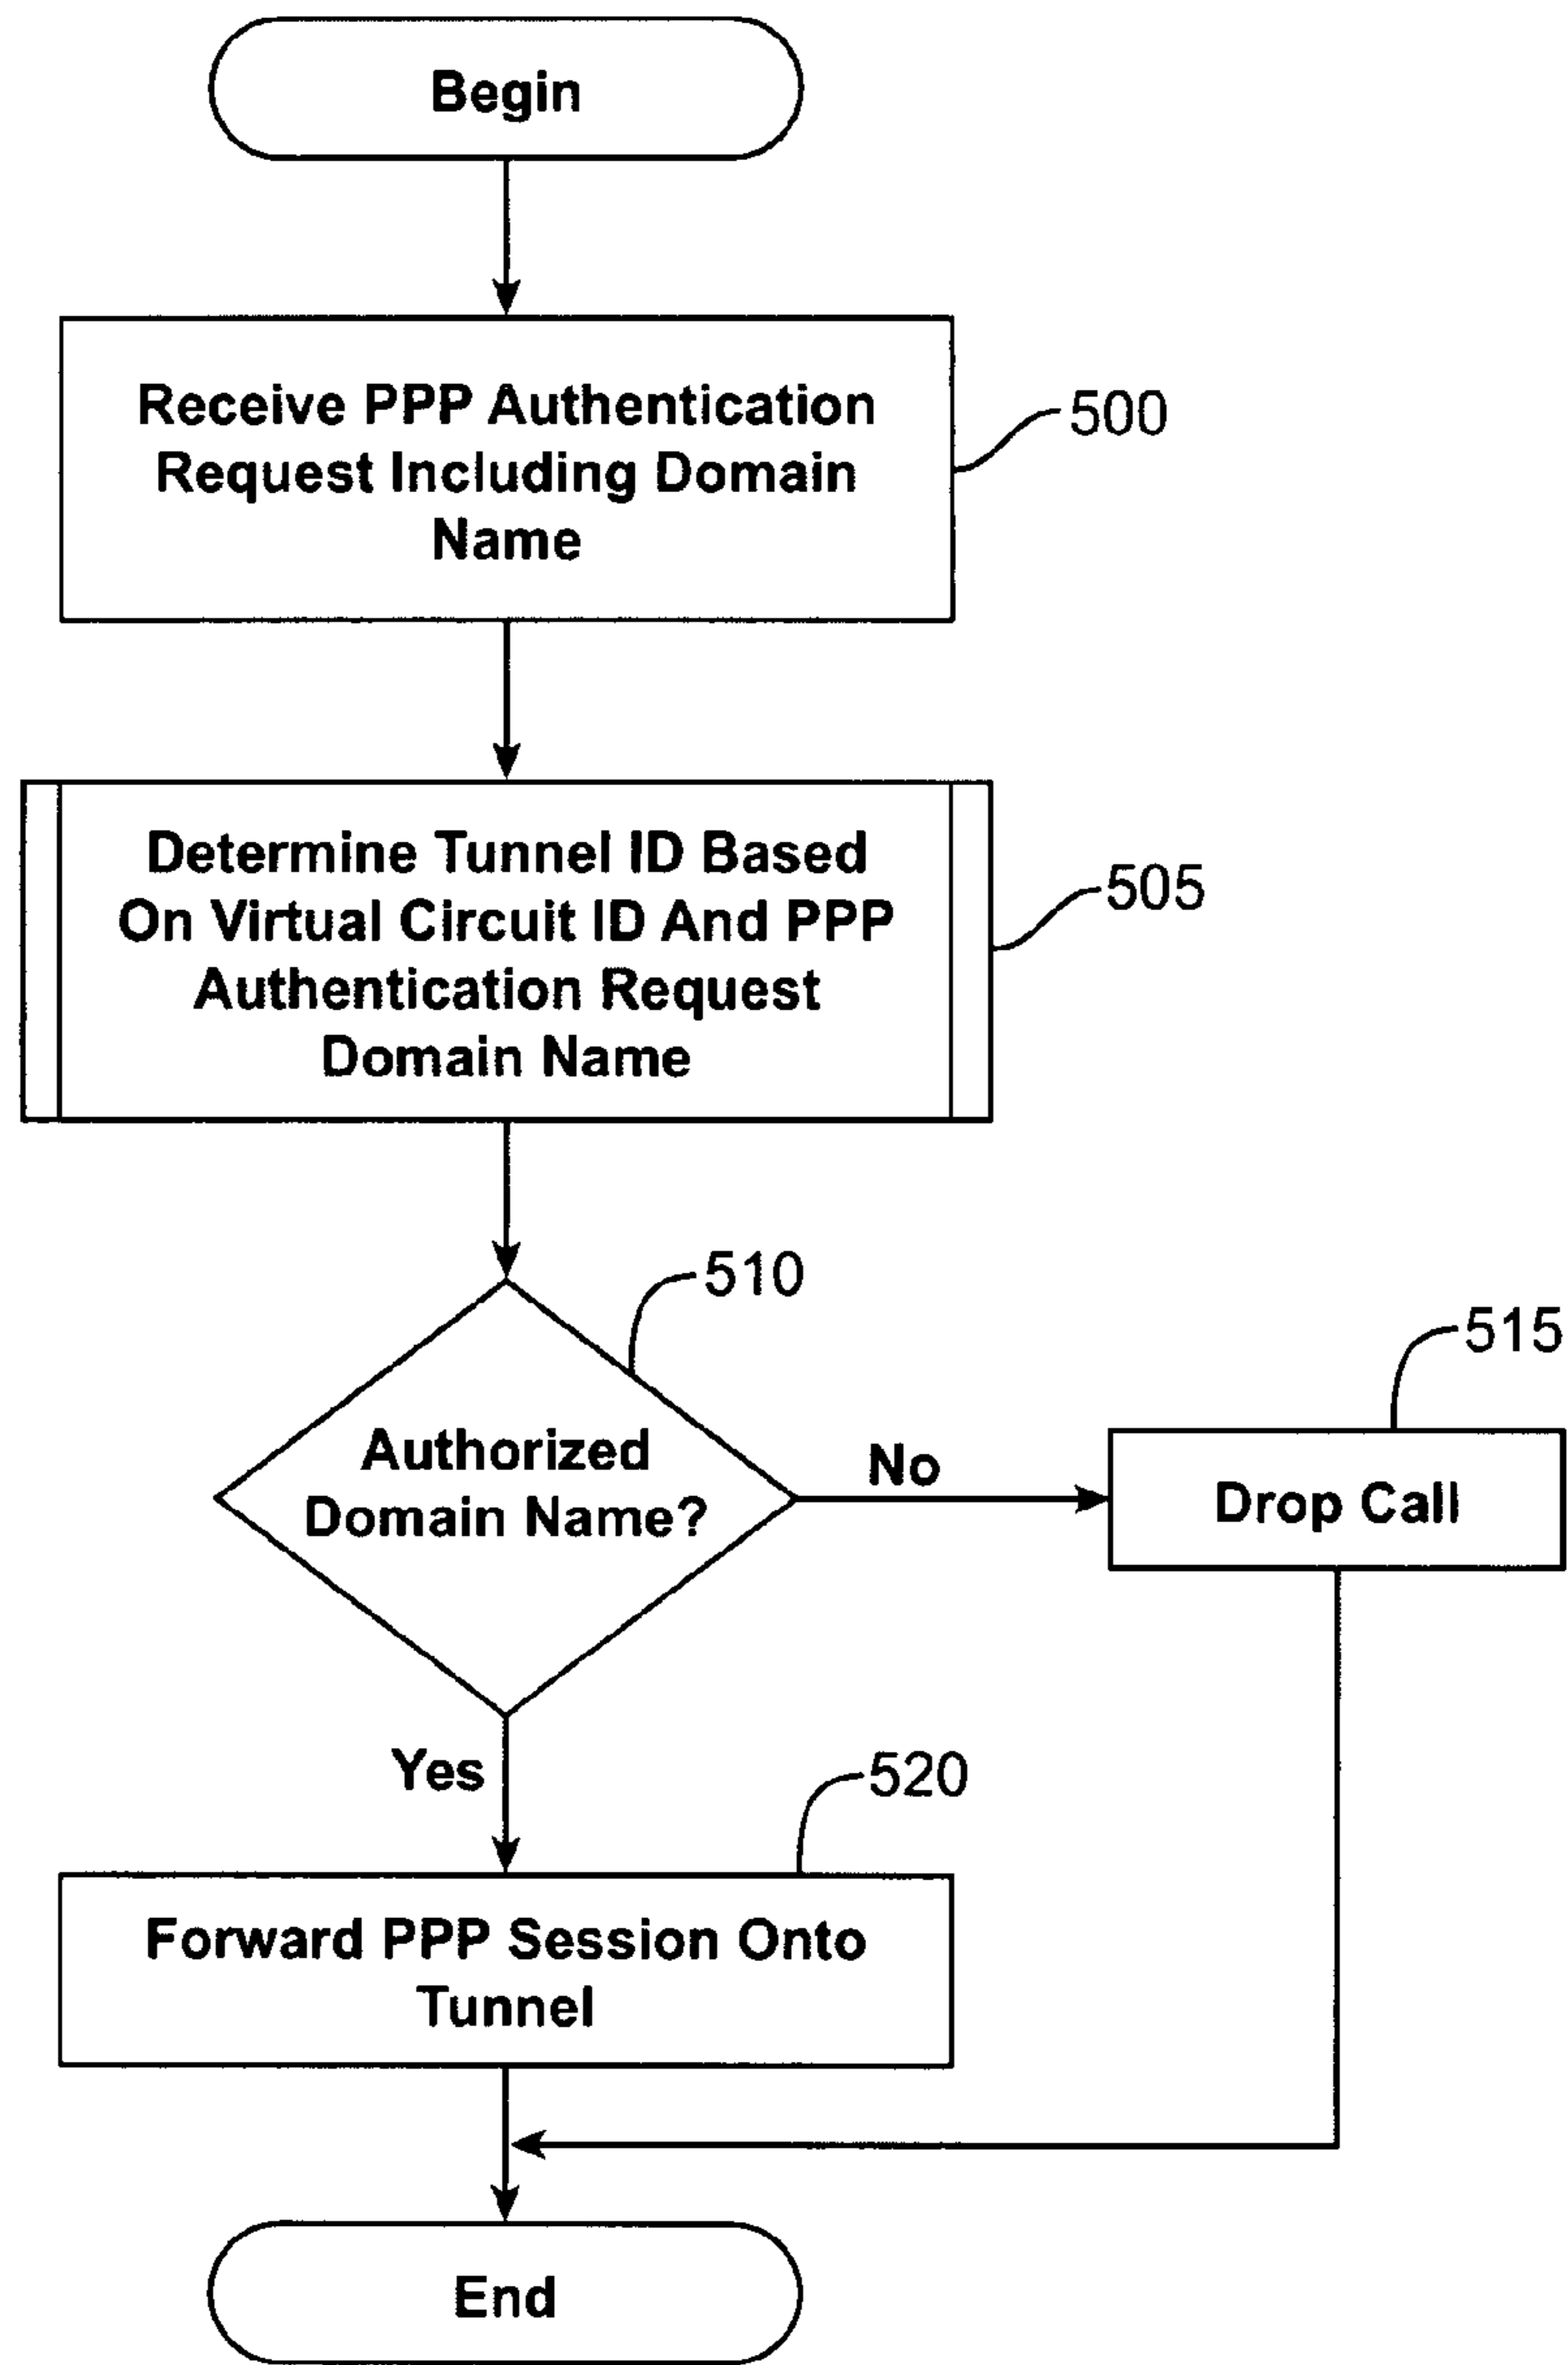 Begin
Receive PPP Authentication
Request Including Domain
Name
500
Determine Tunnel ID Based
On Virtual Circuit ID And PPP
Authentication Request
Domain Name
505
510
Authorized
Domain Name?
No
515
Drop Call
Yes
520
Forward PPP Session Onto
Tunnel
End